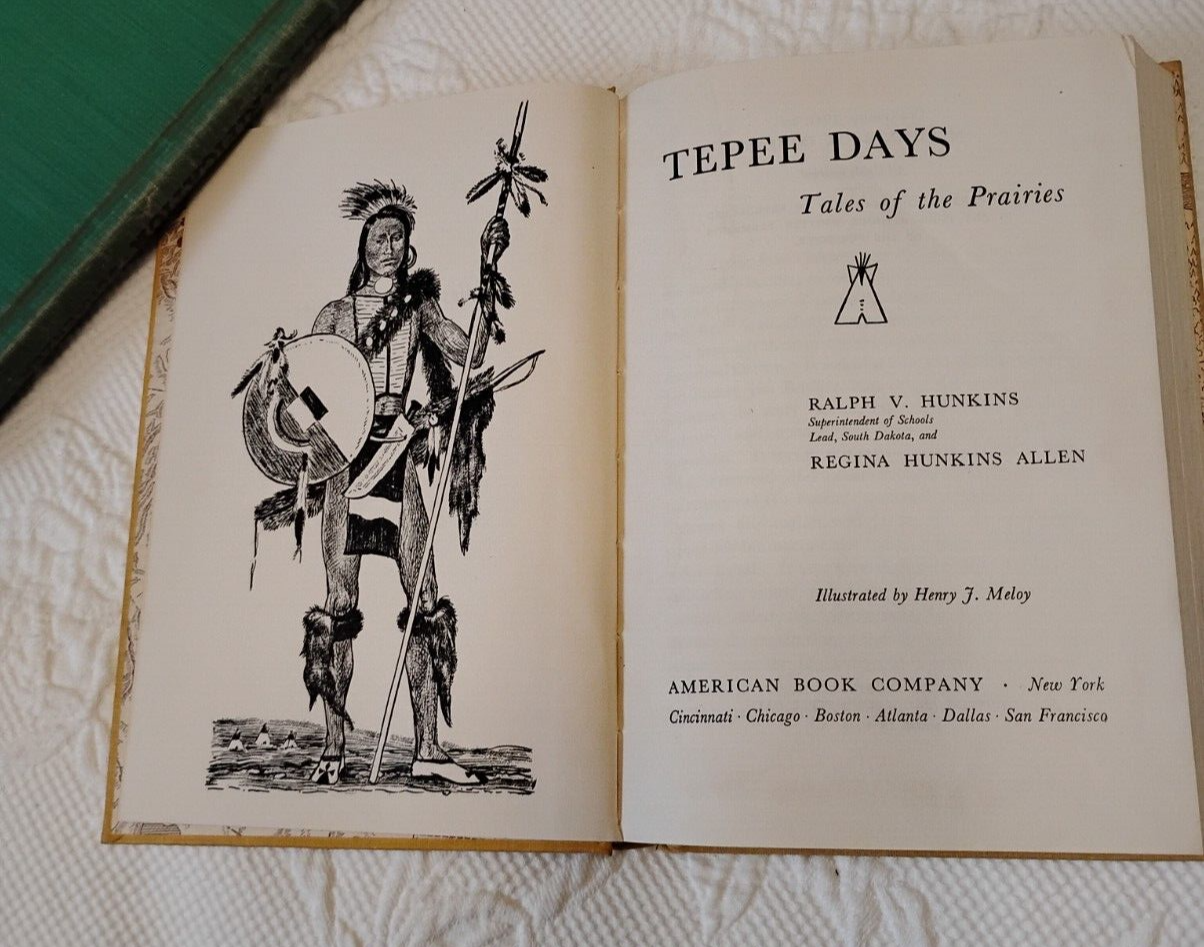 TEPEE DAYS
Tales of the Prairies
RALPH V. HUNKINS
Superintendent of Schools
Lead, South Dakota, and
REGINA HUNKINS ALLEN
Illustrated by Henry J. Meloy
AMERICAN BOOK COMPANY · New York
Cincinnati · Chicago · Boston · Atlanta · Dallas · San Francisco